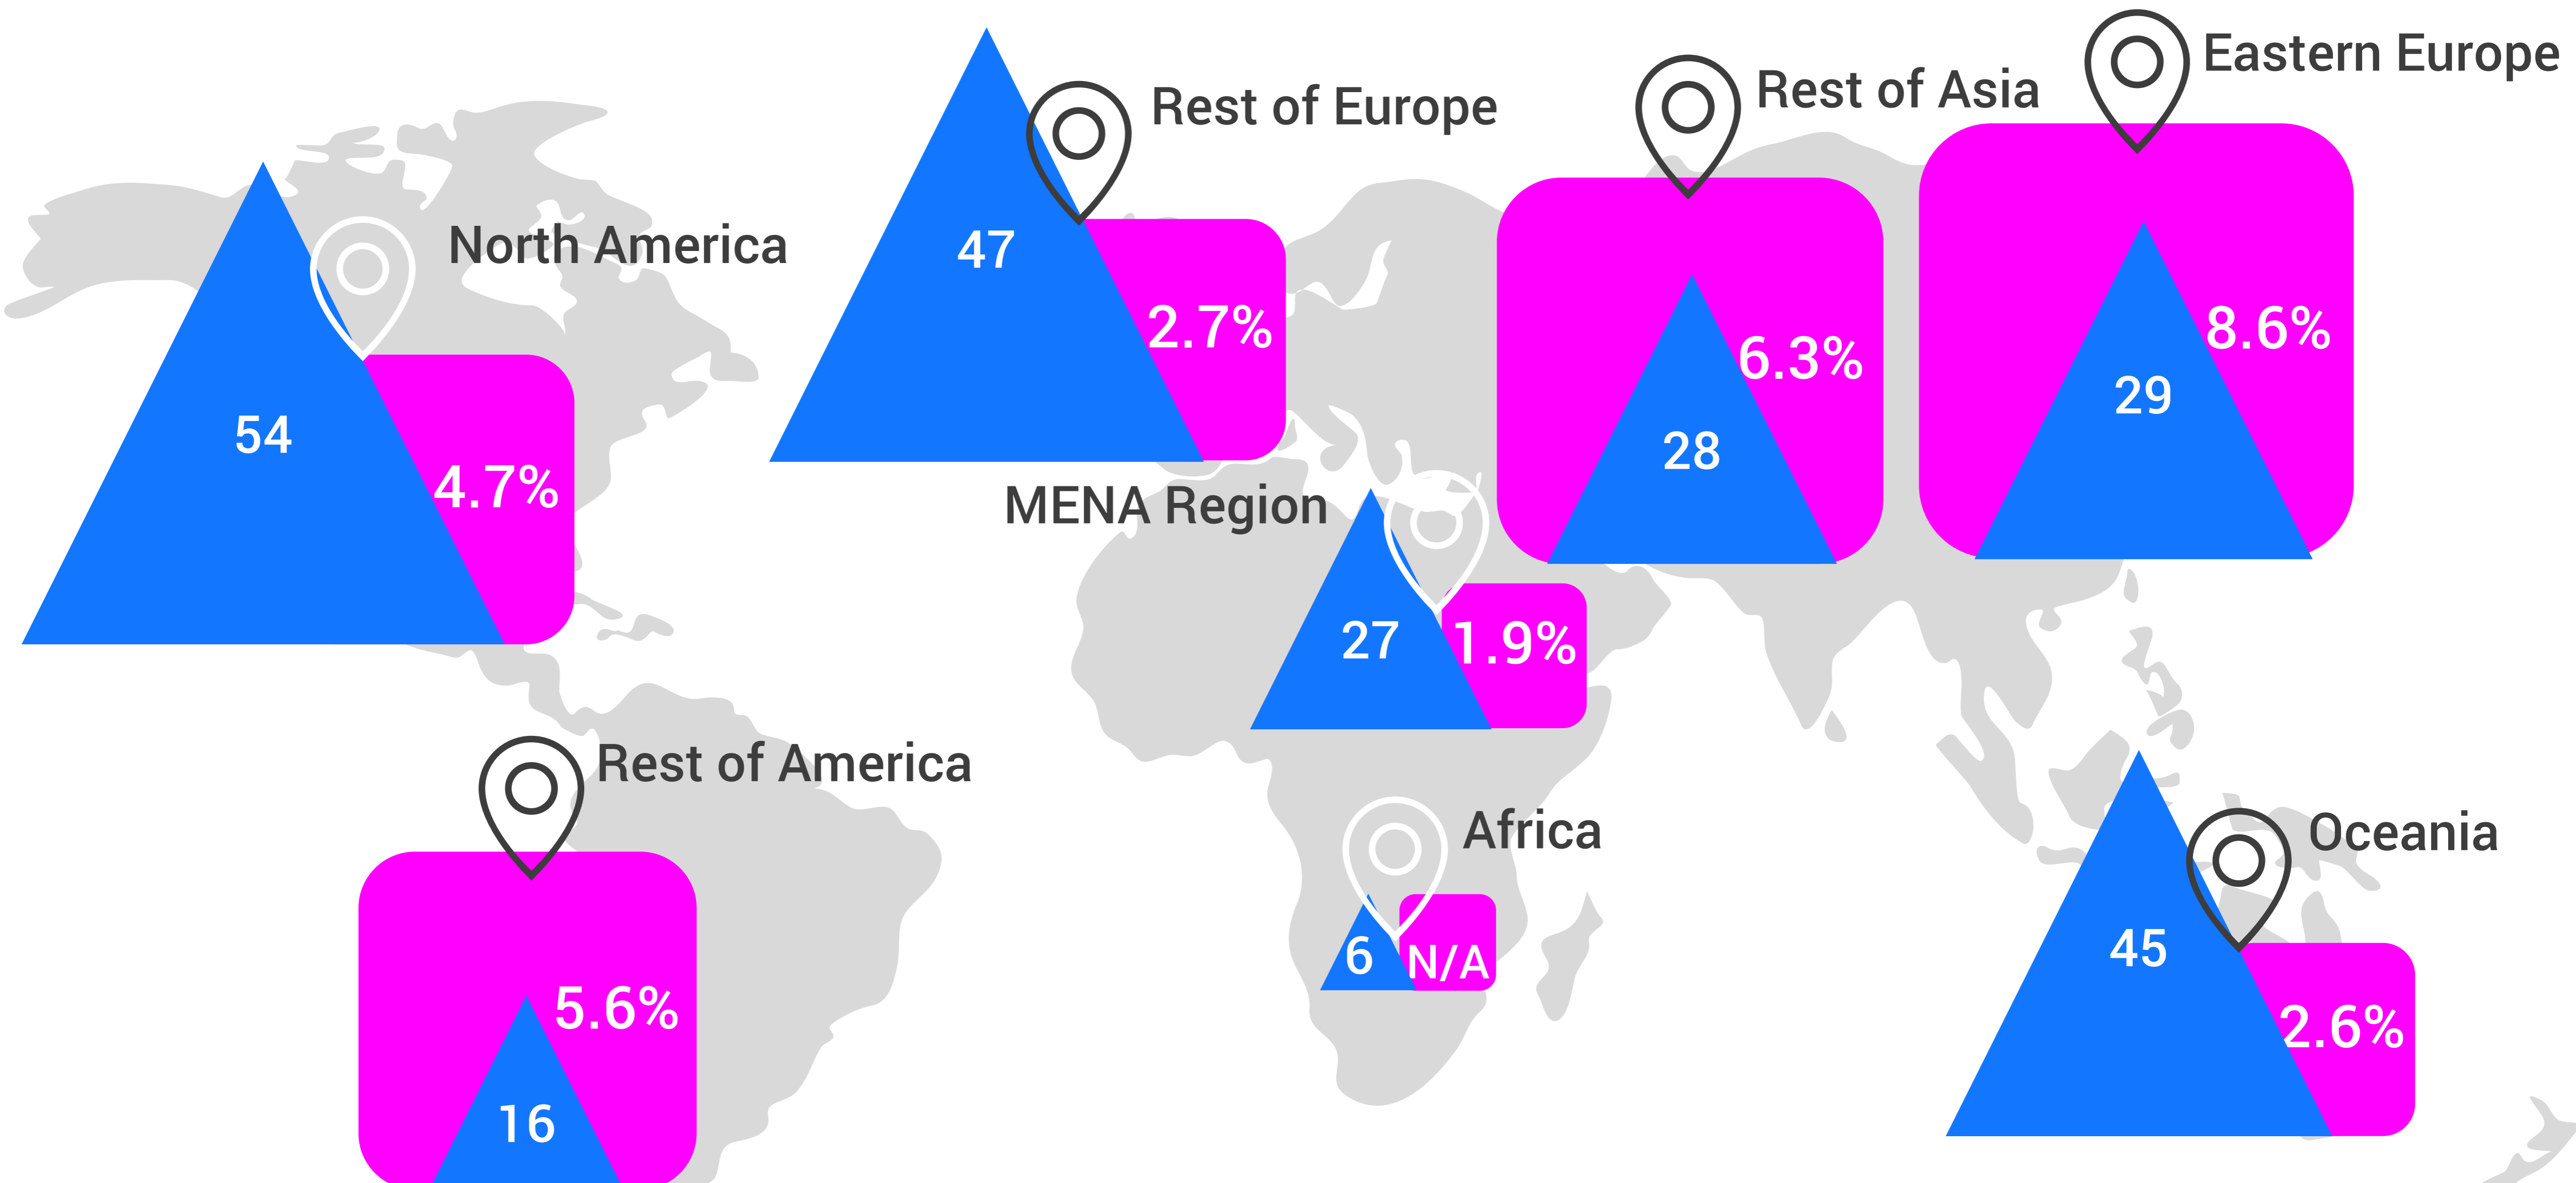 North America
54
4.7%
Rest of Europe
47
2.7%
Rest of Asia
6.3%
28
Eastern Europe
8.6%
29
MENA Region
27
1.9%
Rest of America
5.6%
16
Africa
6
N/A
Oceania
45
2.6%